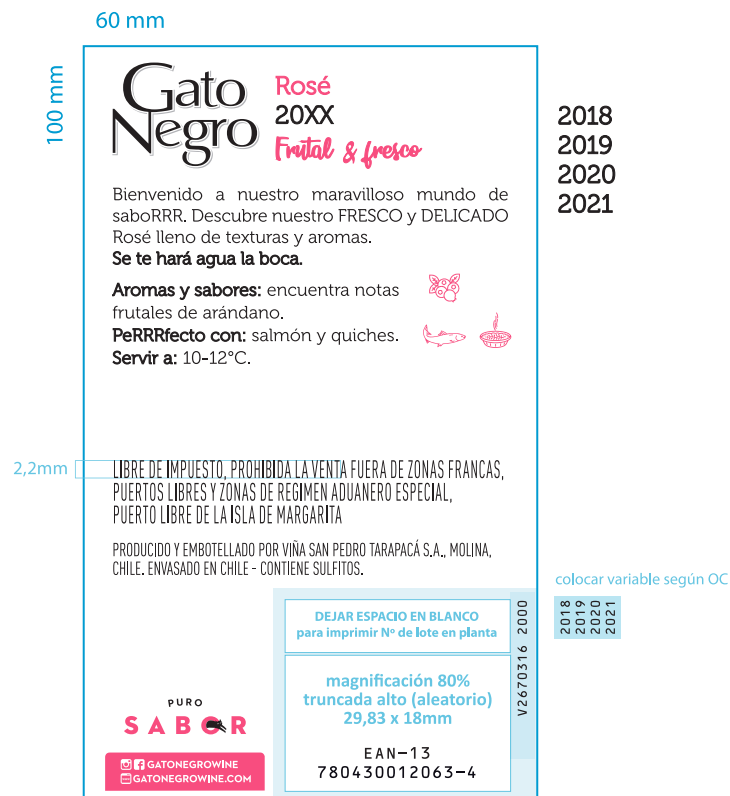 60 mm
100 mm
Gato
Negro
Rosé
20XX
Frutal & fresco
2018
2019
2020
2021
Bienvenido a nuestro maravilloso mundo de
saboRRR. Descubre nuestro FRESCO y DELICADO
Rosé lleno de texturas y aromas.
Se te hará agua la boca.
Aromas y sabores: encuentra notas
frutales de arándano.
PeRRRfecto con: salmón y quiches.
Servir a: 10-12°C.
2,2mm
LIBRE DE IMPUESTO, PROHIBIDA LA VENTA FUERA DE ZONAS FRANCAS,
PUERTOS LIBRES Y ZONAS DE REGIMEN ADUANERO ESPECIAL,
PUERTO LIBRE DE LA ISLA DE MARGARITA
PRODUCIDO Y EMBOTELLADO POR VIÑA SAN PEDRO TARAPACÁ S.A., MOLINA,
CHILE. ENVASADO EN CHILE - CONTIENE SULFITOS.
colocar variable según OC
2018
2019
2020
2021
DEJAR ESPACIO EN BLANCO
para imprimir Nº de lote en planta
V2670316 2000
magnificación 80%
truncada alto (aleatorio)
29,83 x 18mm
EAN-13
780430012063-4
PURO
SABOR
GATONEGROWINE
GATONEGROWINE.COM